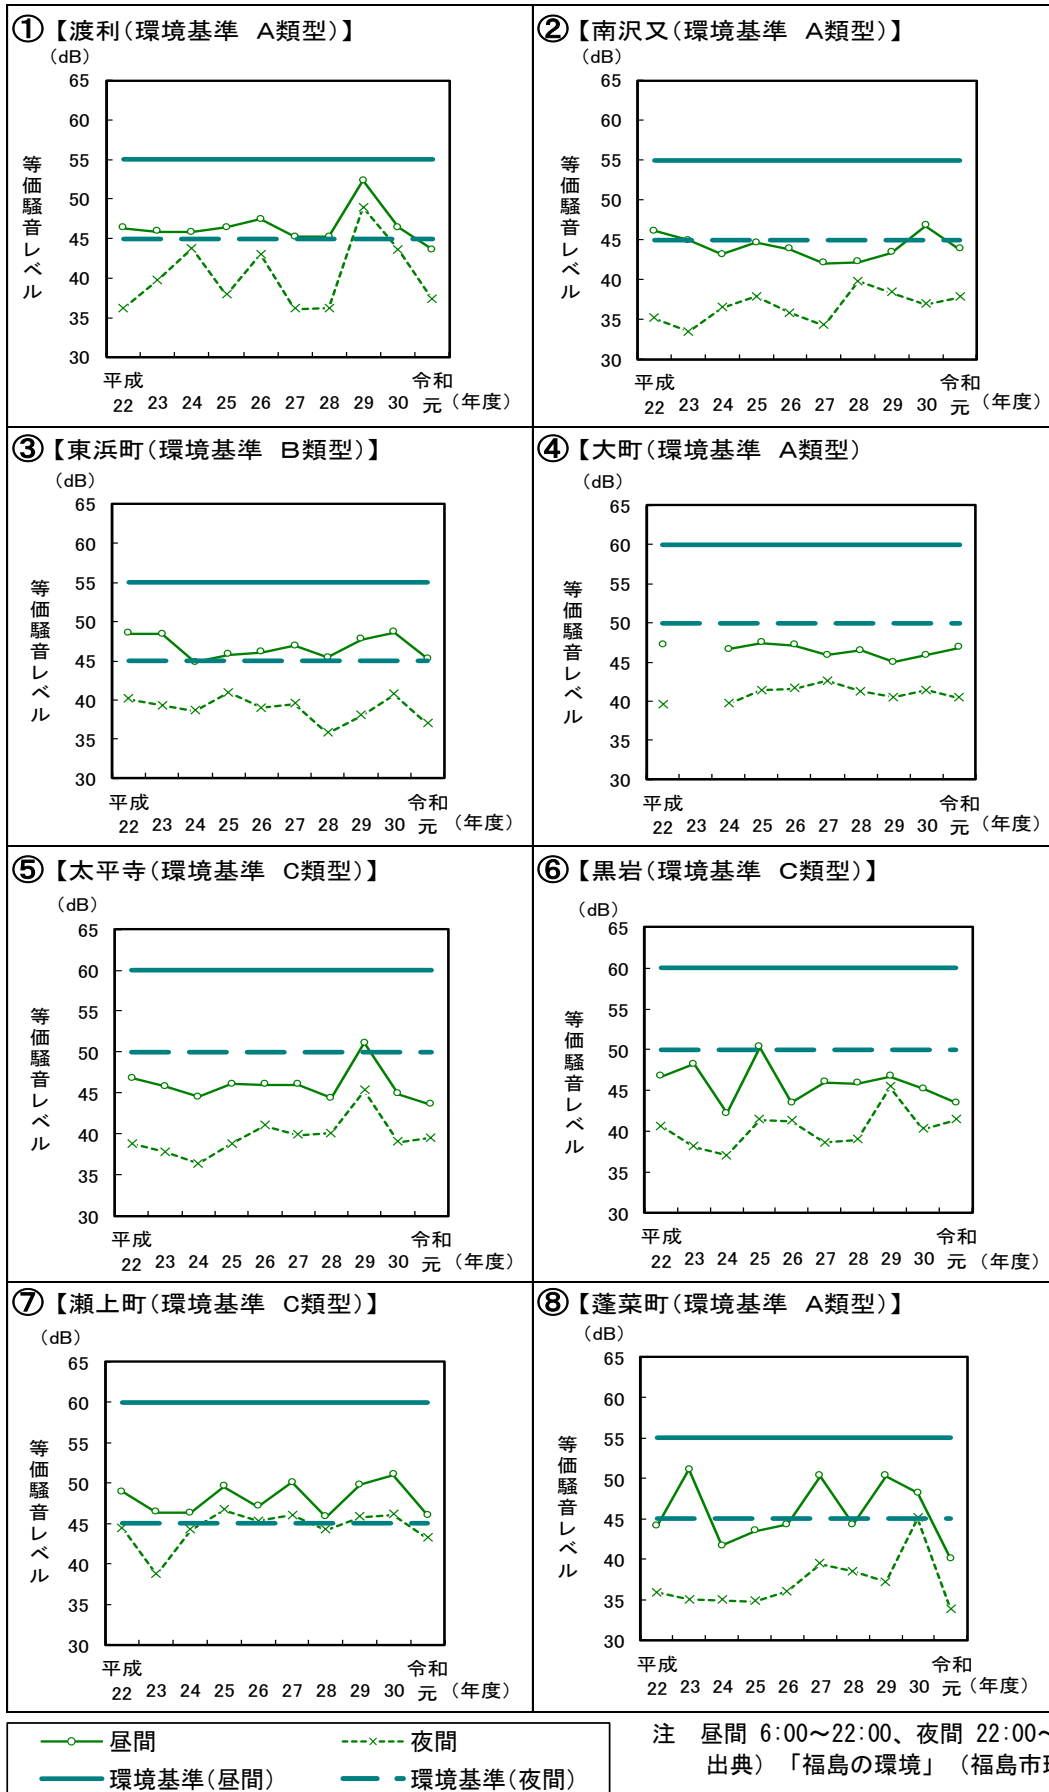 ①【渡利(環境基準 A類型)】
(dB)
等価騒音レベル
65
60
55
50
45
40
35
30
平成 令和
22 23 24 25 26 27 28 29 30 元 (年度)
②【南沢又(環境基準 A類型)】
(dB)
等価騒音レベル
65
60
55
50
45
40
35
30
平成 令和
22 23 24 25 26 27 28 29 30 元 (年度)
③【東浜町(環境基準 B類型)】
(dB)
等価騒音レベル
65
60
55
50
45
40
35
30
平成 令和
22 23 24 25 26 27 28 29 30 元 (年度)
④【大町(環境基準 A類型)
(dB)
等価騒音レベル
65
60
55
50
45
40
35
30
平成 令和
22 23 24 25 26 27 28 29 30 元 (年度)
⑤【太平寺(環境基準 C類型)】
(dB)
等価騒音レベル
65
60
55
50
45
40
35
30
平成 令和
22 23 24 25 26 27 28 29 30 元 (年度)
⑥【黒岩(環境基準 C類型)】
(dB)
等価騒音レベル
65
60
55
50
45
40
35
30
平成 令和
22 23 24 25 26 27 28 29 30 元 (年度)
⑦【瀬上町(環境基準 C類型)】
(dB)
等価騒音レベル
65
60
55
50
45
40
35
30
平成 令和
22 23 24 25 26 27 28 29 30 元 (年度)
⑧【蓬莱町(環境基準 A類型)】
(dB)
等価騒音レベル
65
60
55
50
45
40
35
30
平成 令和
22 23 24 25 26 27 28 29 30 元 (年度)
昼間 夜間
環境基準(昼間) 環境基準(夜間)
注 昼間 6:00～22:00、夜間 22:00～
出典)「福島の環境」(福島市